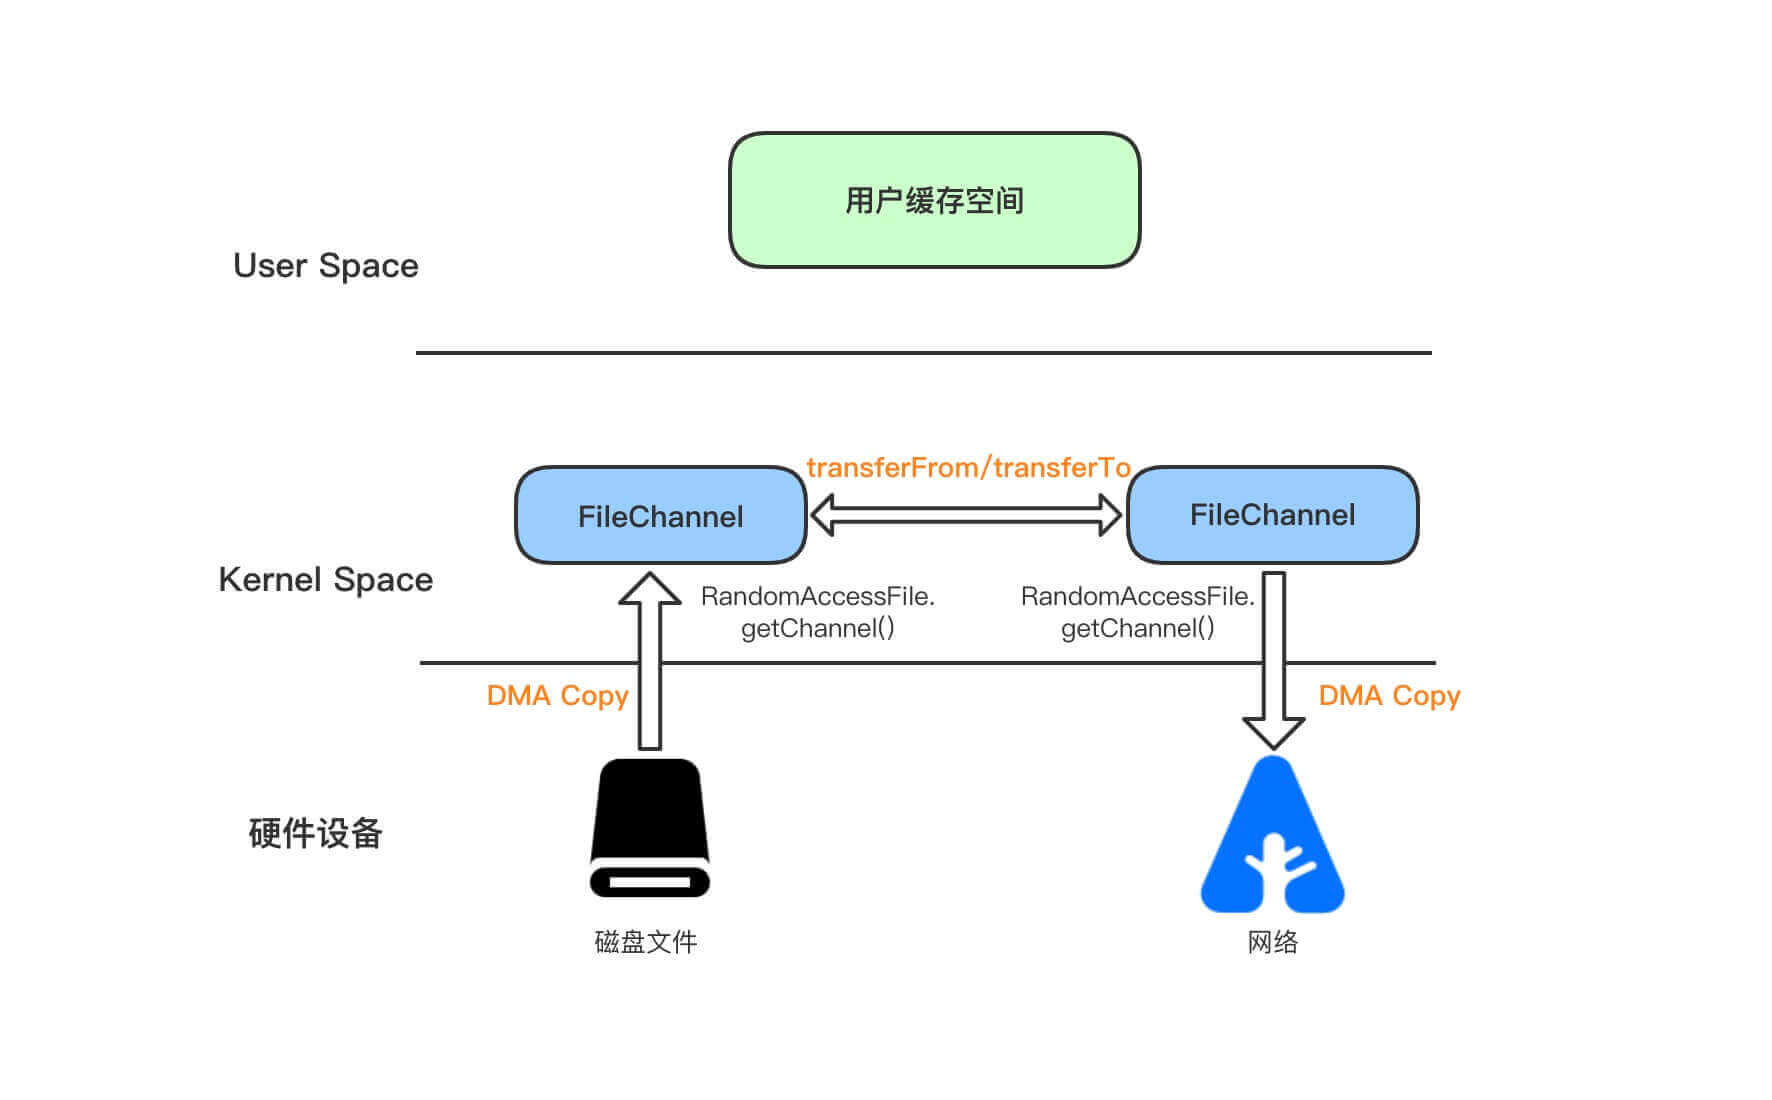 用户缓存空间
User Space
transferFrom/transferTo
FileChannel
FileChannel
Kernel Space
RandomAccessFile.
getChannel()
RandomAccessFile.
getChannel()
DMA Copy
DMA Copy
硬件设备
磁盘文件
网络